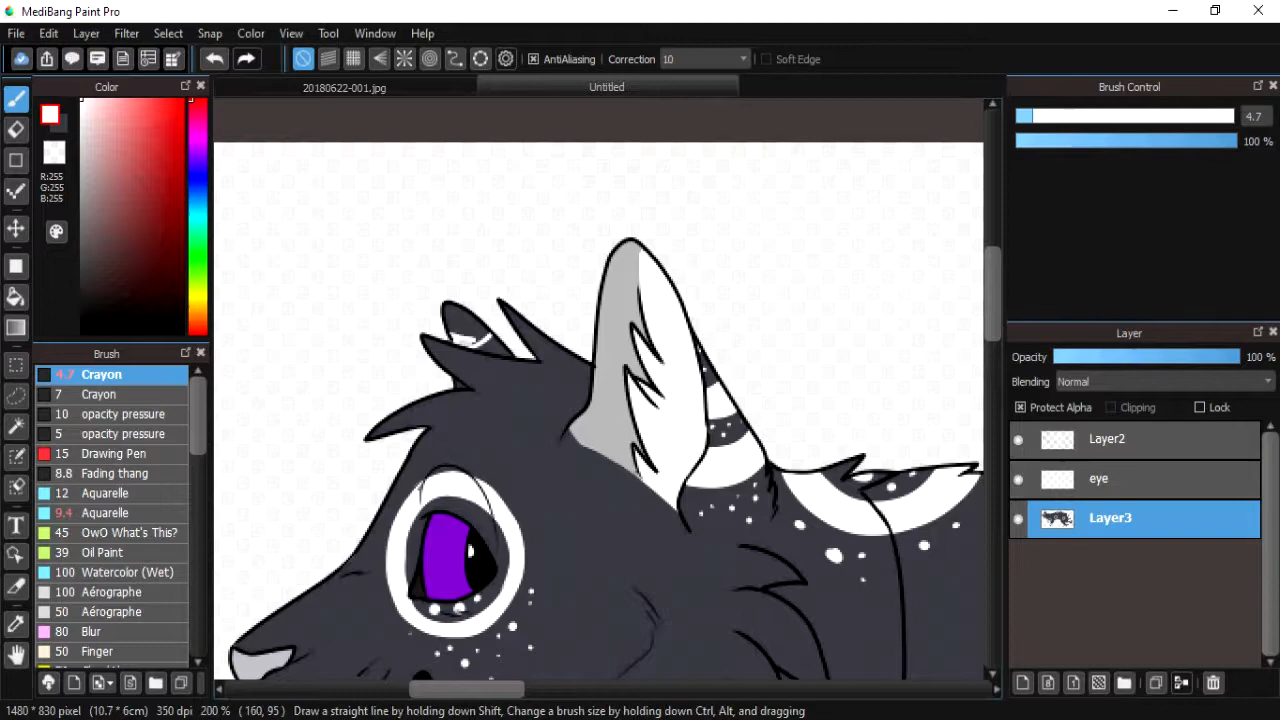 MediBang Paint Pro
File Edit Layer Filter Select Snap Color View Tool Window Help
AntiAliasing Correction 10 Soft Edge
Color
20180622-001.jpg Untitled
Brush Control
4.7
100 %
R:255
G:255
B:255
Brush
4.7 Crayon
7 Crayon
10 opacity pressure
5 opacity pressure
15 Drawing Pen
8.8 Fading thang
12 Aquarelle
9.4 Aquarelle
45 OwO What's This?
39 Oil Paint
100 Watercolor (Wet)
100 Aérographe
50 Aérographe
80 Blur
50 Finger
Layer
Opacity 100 %
Blending Normal
Protect Alpha Clipping Lock
Layer2
eye
Layer3
1480 * 830 pixel (10.7 * 6cm) 350 dpi 200 % ( 160, 95 ) Draw a straight line by holding down Shift, Change a brush size by holding down Ctrl, Alt, and dragging